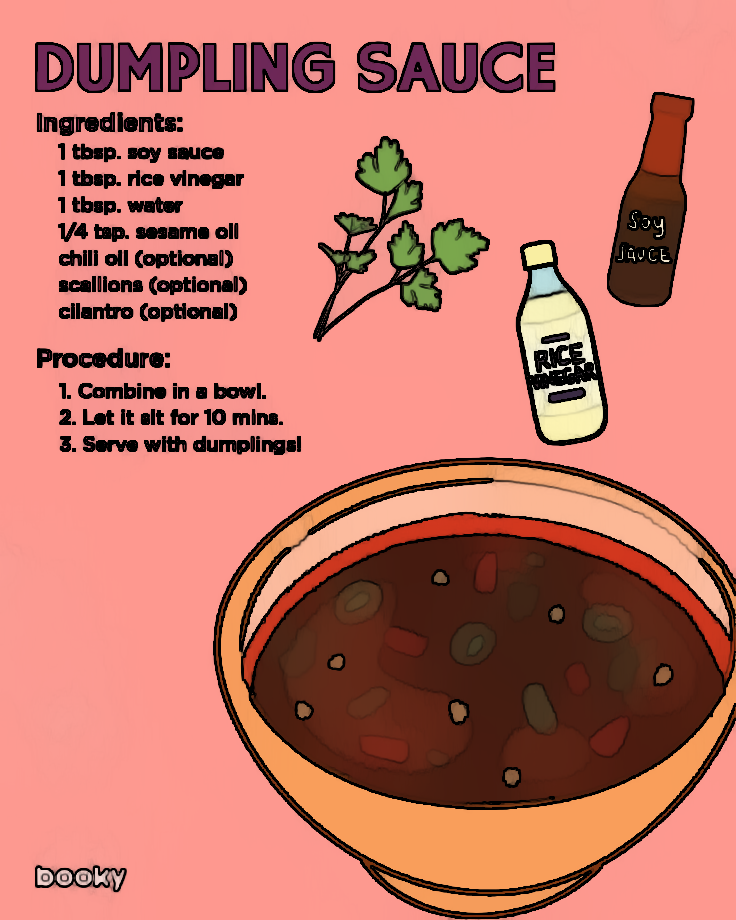 DUMPLING SAUCE
Ingredients:
1 tbsp. soy sauce
1 tbsp. rice vinegar
1 tbsp. water
1/4 tsp. sesame oil
chili oil (optional)
scallions (optional)
cilantro (optional)
Soy
SAUCE
RICE
VINEGAR
Procedure:
1. Combine in a bowl.
2. Let it sit for 10 mins.
3. Serve with dumplings!
booky